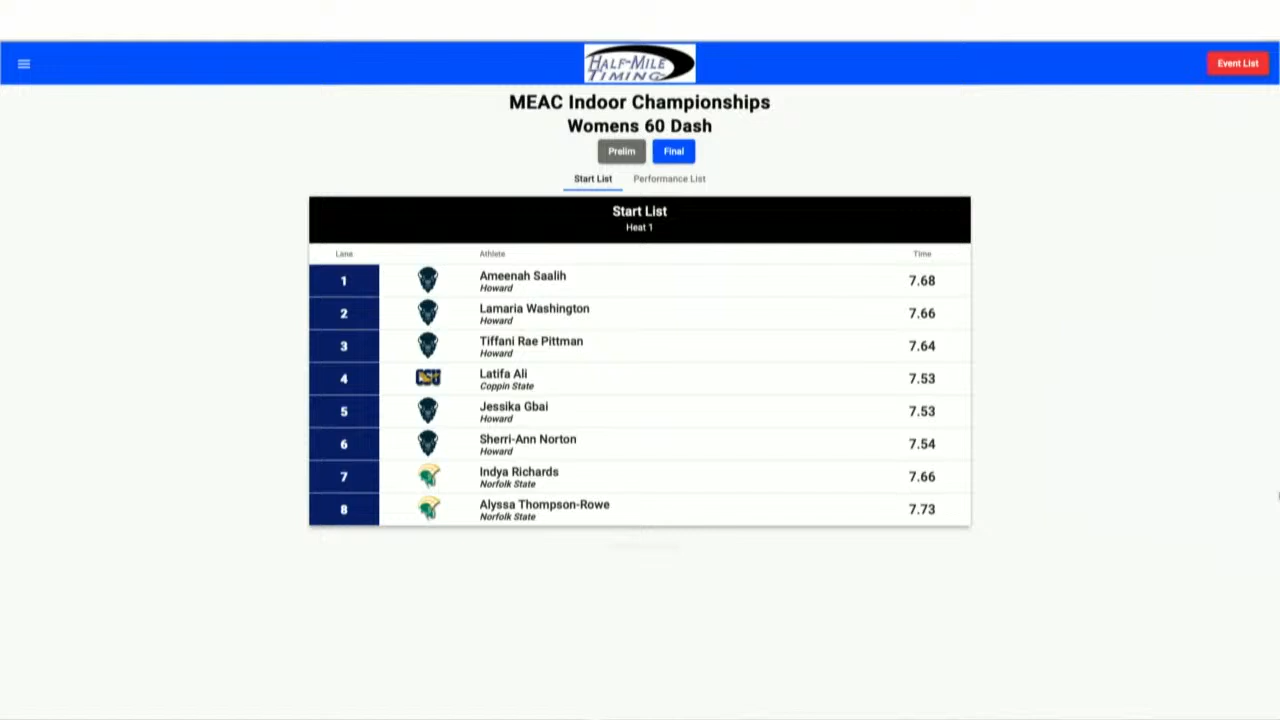 HALF-MILE
TIMING
Event List
MEAC Indoor Championships
Womens 60 Dash
Prelim Final
Start List Performance List
Start List
Heat 1
Lane Athlete Time
1 Ameenah Saalih 7.68
Howard
2 Lamaria Washington 7.66
Howard
3 Tiffani Rae Pittman 7.64
Howard
4 CSU Latifa Ali 7.53
Coppin State
5 Jessika Gbai 7.53
Howard
6 Sherri-Ann Norton 7.54
Howard
7 Indya Richards 7.66
Norfolk State
8 Alyssa Thompson-Rowe 7.73
Norfolk State